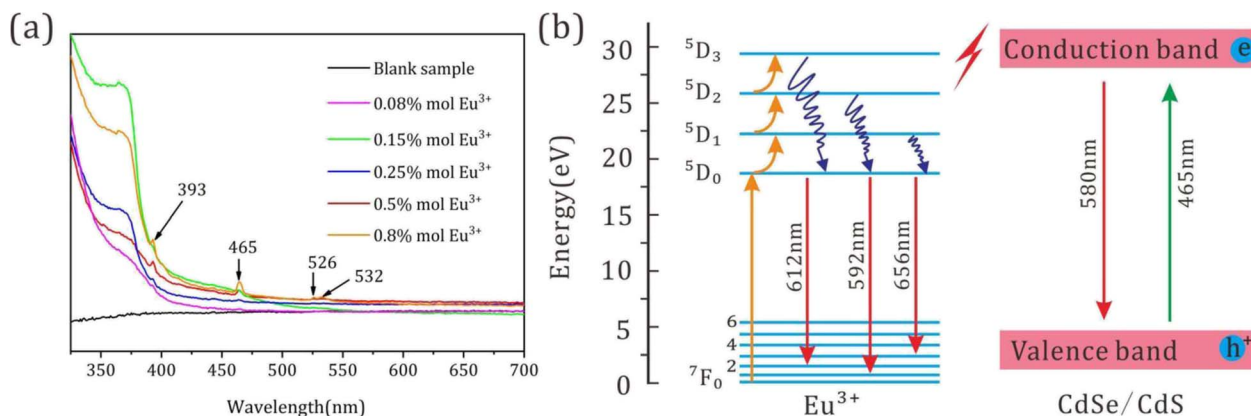 (a)
Blank sample
0.08% mol Eu³⁺
0.15% mol Eu³⁺
0.25% mol Eu³⁺
0.5% mol Eu³⁺
0.8% mol Eu³⁺
393
465
526
532
350 400 450 500 550 600 650 700
Wavelength(nm)
(b)
Energy(eV)
30
25
20
15
10
5
0
⁵D₃
⁵D₂
⁵D₁
⁵D₀
612nm
592nm
656nm
6
4
2
⁷F₀
Eu³⁺
Conduction band e
580nm
465nm
Valence band h⁺
CdSe/CdS